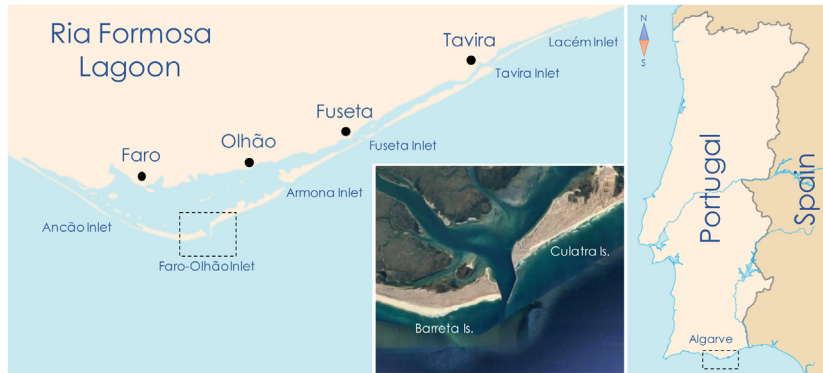 Ria Formosa
Lagoon
Tavira
Lacém Inlet
Tavira Inlet
Fuseta
Olhão
Faro
Fuseta Inlet
Armona Inlet
Ancão Inlet
Faro-Olhão Inlet
Culatra Is.
Barreta Is.
N
S
Portugal
Spain
Algarve